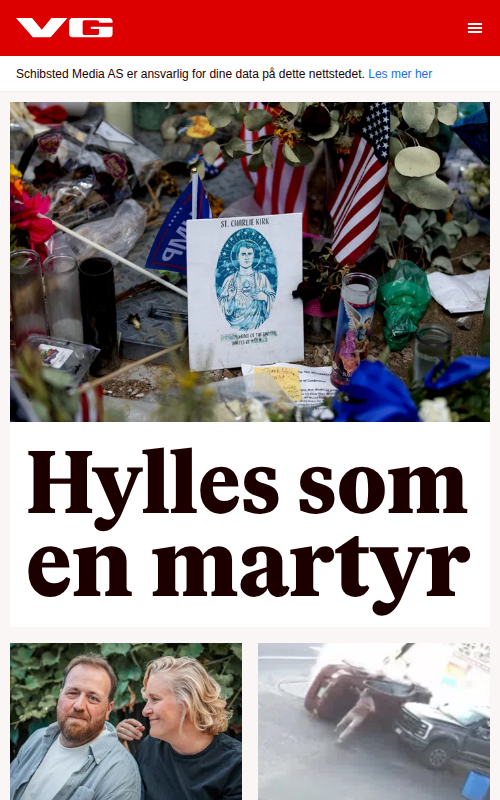 VG
Schibsted Media AS er ansvarlig for dine data på dette nettstedet. Les mer her
ST. CHARLIE KIRK
Hylles som
en martyr